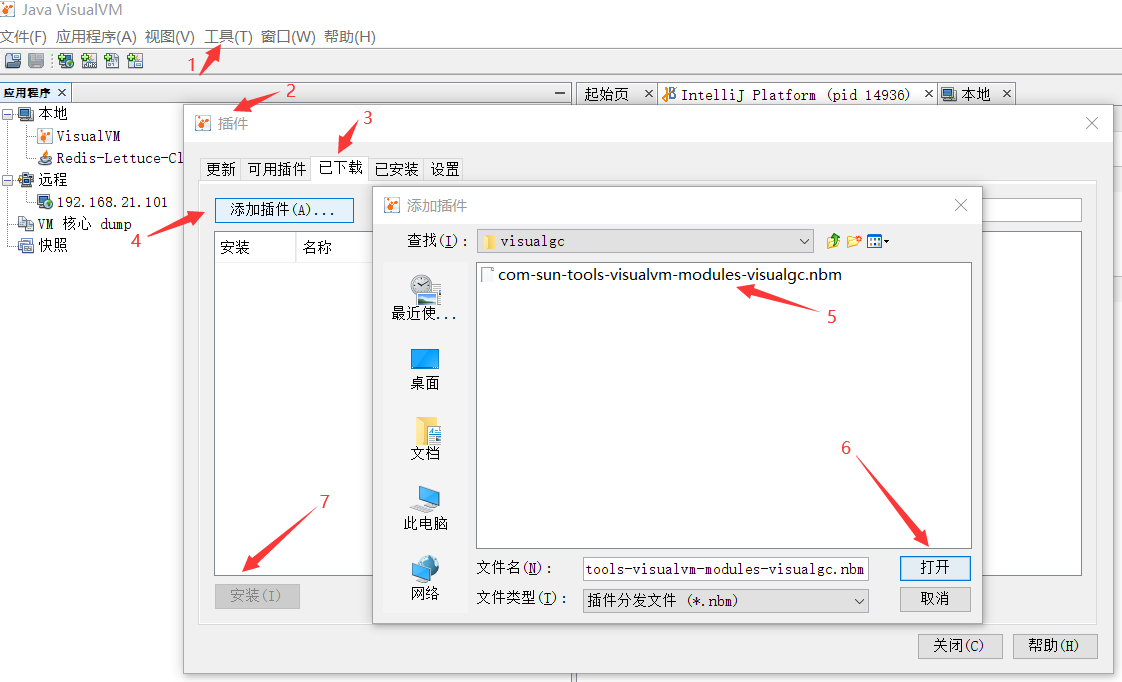 Java VisualVM
文件(F) 应用程序(A) 视图(V) 工具(T) 窗口(W) 帮助(H)
1
应用程序
起始页
IntelliJ Platform (pid 14936)
本地
2
3
本地
VisualVM
Redis-Lettuce-Cl
远程
192.168.21.101
VM 核心 dump
快照
插件
更新 可用插件 已下载 已安装 设置
4
添加插件(A)...
安装 名称
添加插件
查找(I):
visualgc
com-sun-tools-visualvm-modules-visualgc.nbm
最近使...
5
桌面
文档
6
此电脑
7
网络
文件名(N):
tools-visualvm-modules-visualgc.nbm
打开
文件类型(T):
插件分发文件 (*.nbm)
取消
安装(I)
关闭(C)
帮助(H)